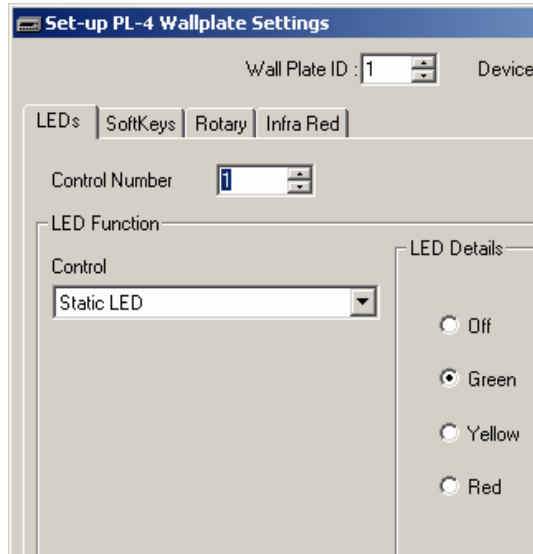 Set-up PL-4 Wallplate Settings
Wall Plate ID : 1 Device
LEDs SoftKeys Rotary Infra Red
Control Number 1
LED Function
LED Details
Control
Static LED
Off
Green
Yellow
Red